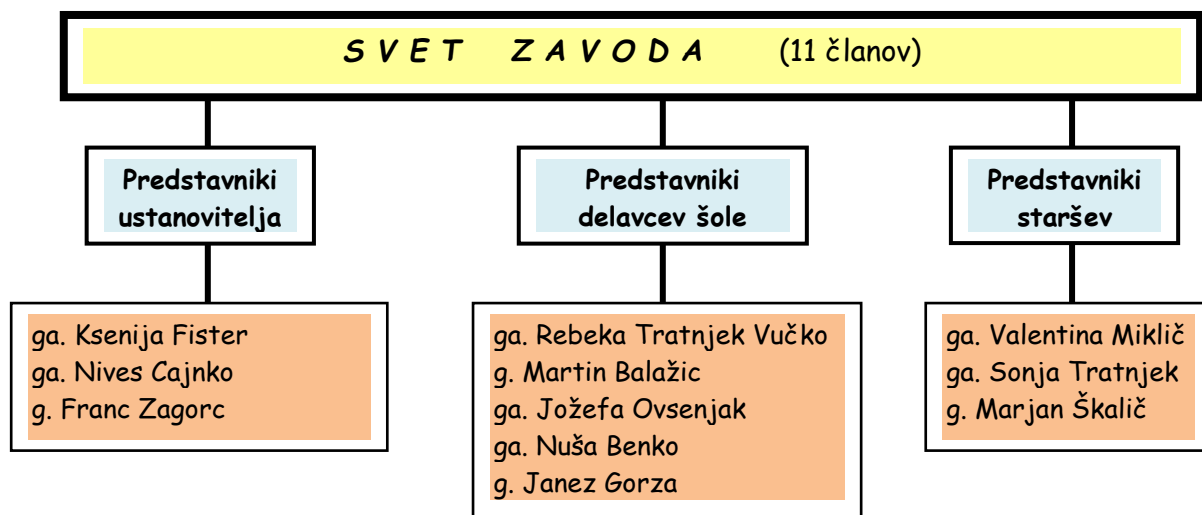 SVET ZAVODA (11 članov)
Predstavniki
ustanovitelja
ga. Ksenija Fister
ga. Nives Cajnko
g. Franc Zagorc
Predstavniki
delavcev šole
ga. Rebeka Tratnjek Vučko
g. Martin Balažic
ga. Jožefa Ovsenjak
ga. Nuša Benko
g. Janez Gorza
Predstavniki
staršev
ga. Valentina Miklič
ga. Sonja Tratnjek
g. Marjan Škalič